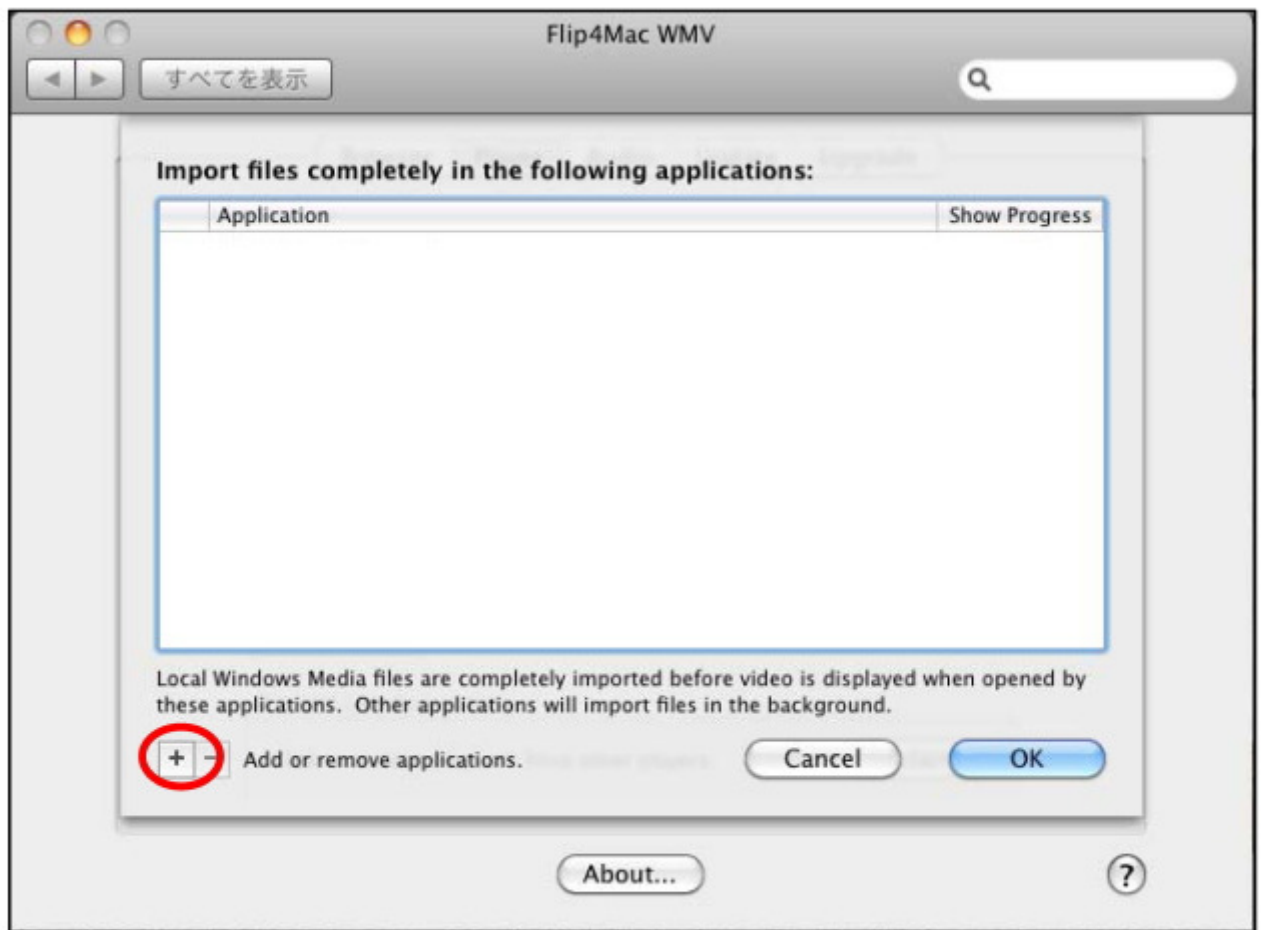 Flip4Mac WMV
すべてを表示
Import files completely in the following applications:
Application Show Progress
Local Windows Media files are completely imported before video is displayed when opened by
these applications. Other applications will import files in the background.
+ - Add or remove applications. Cancel OK
About... ?